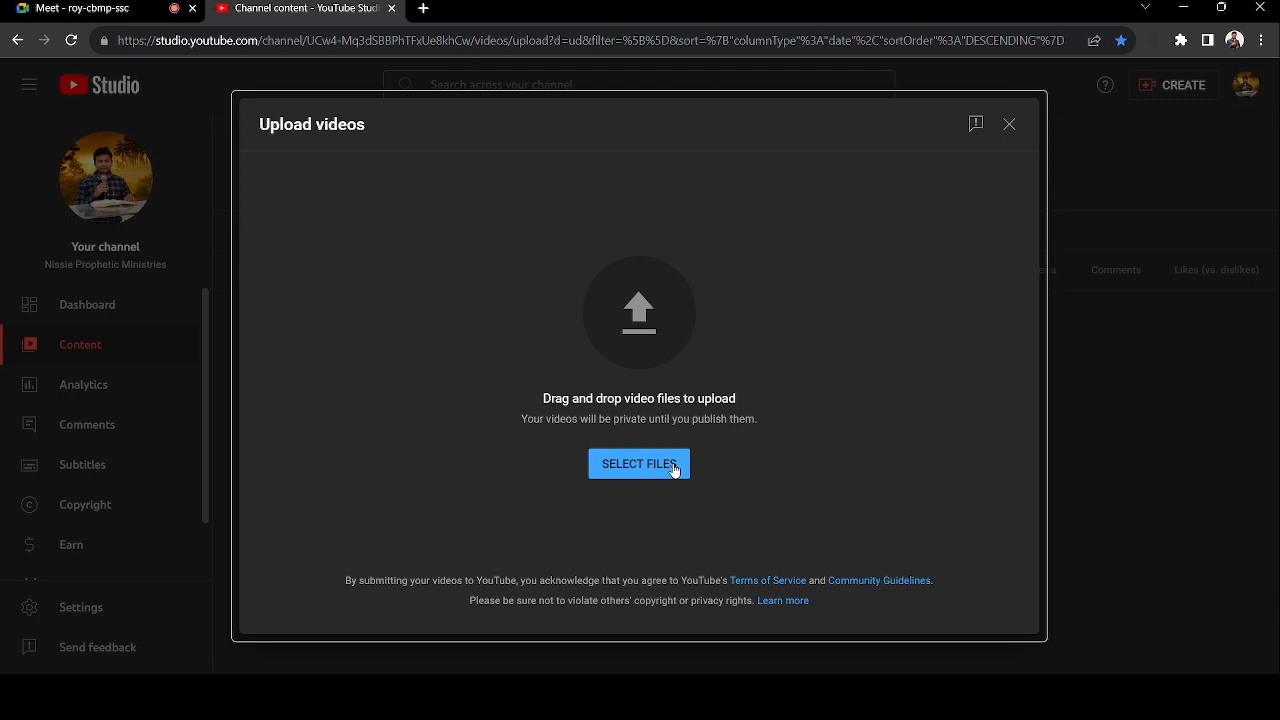 Meet - roy-cbmp-ssc
Channel content - YouTube Studi
https://studio.youtube.com/channel/UCw4-Mq3dSBBPhTFxUe8khCw/videos/upload?d=ud&filter=%5B%5D&sort=%7B"columnType"%3A"date"%2C"sortOrder"%3A"DESCENDING"%7D
Studio
Search across your channel
CREATE
Upload videos
Your channel
Nissie Prophetic Ministries
Comments
Likes (vs. dislikes)
Dashboard
Content
Analytics
Comments
Subtitles
Copyright
Earn
Settings
Send feedback
Drag and drop video files to upload
Your videos will be private until you publish them.
SELECT FILES
By submitting your videos to YouTube, you acknowledge that you agree to YouTube's Terms of Service and Community Guidelines.
Please be sure not to violate others' copyright or privacy rights. Learn more